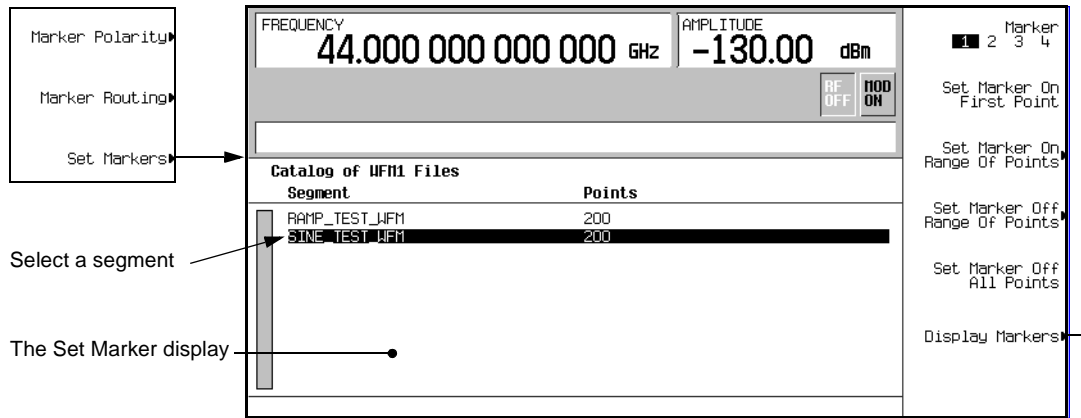 Marker Polarity
Marker Routing
Set Markers
Select a segment
The Set Marker display
FREQUENCY
44.000 000 000 000 GHz
AMPLITUDE
-130.00 dBm
RF OFF
MOD ON
Catalog of WFM1 Files
Segment Points
RAMP_TEST_WFM 200
SINE_TEST_WFM 200
Marker
1 2 3 4
Set Marker On
First Point
Set Marker On
Range Of Points
Set Marker Off
Range Of Points
Set Marker Off
All Points
Display Markers